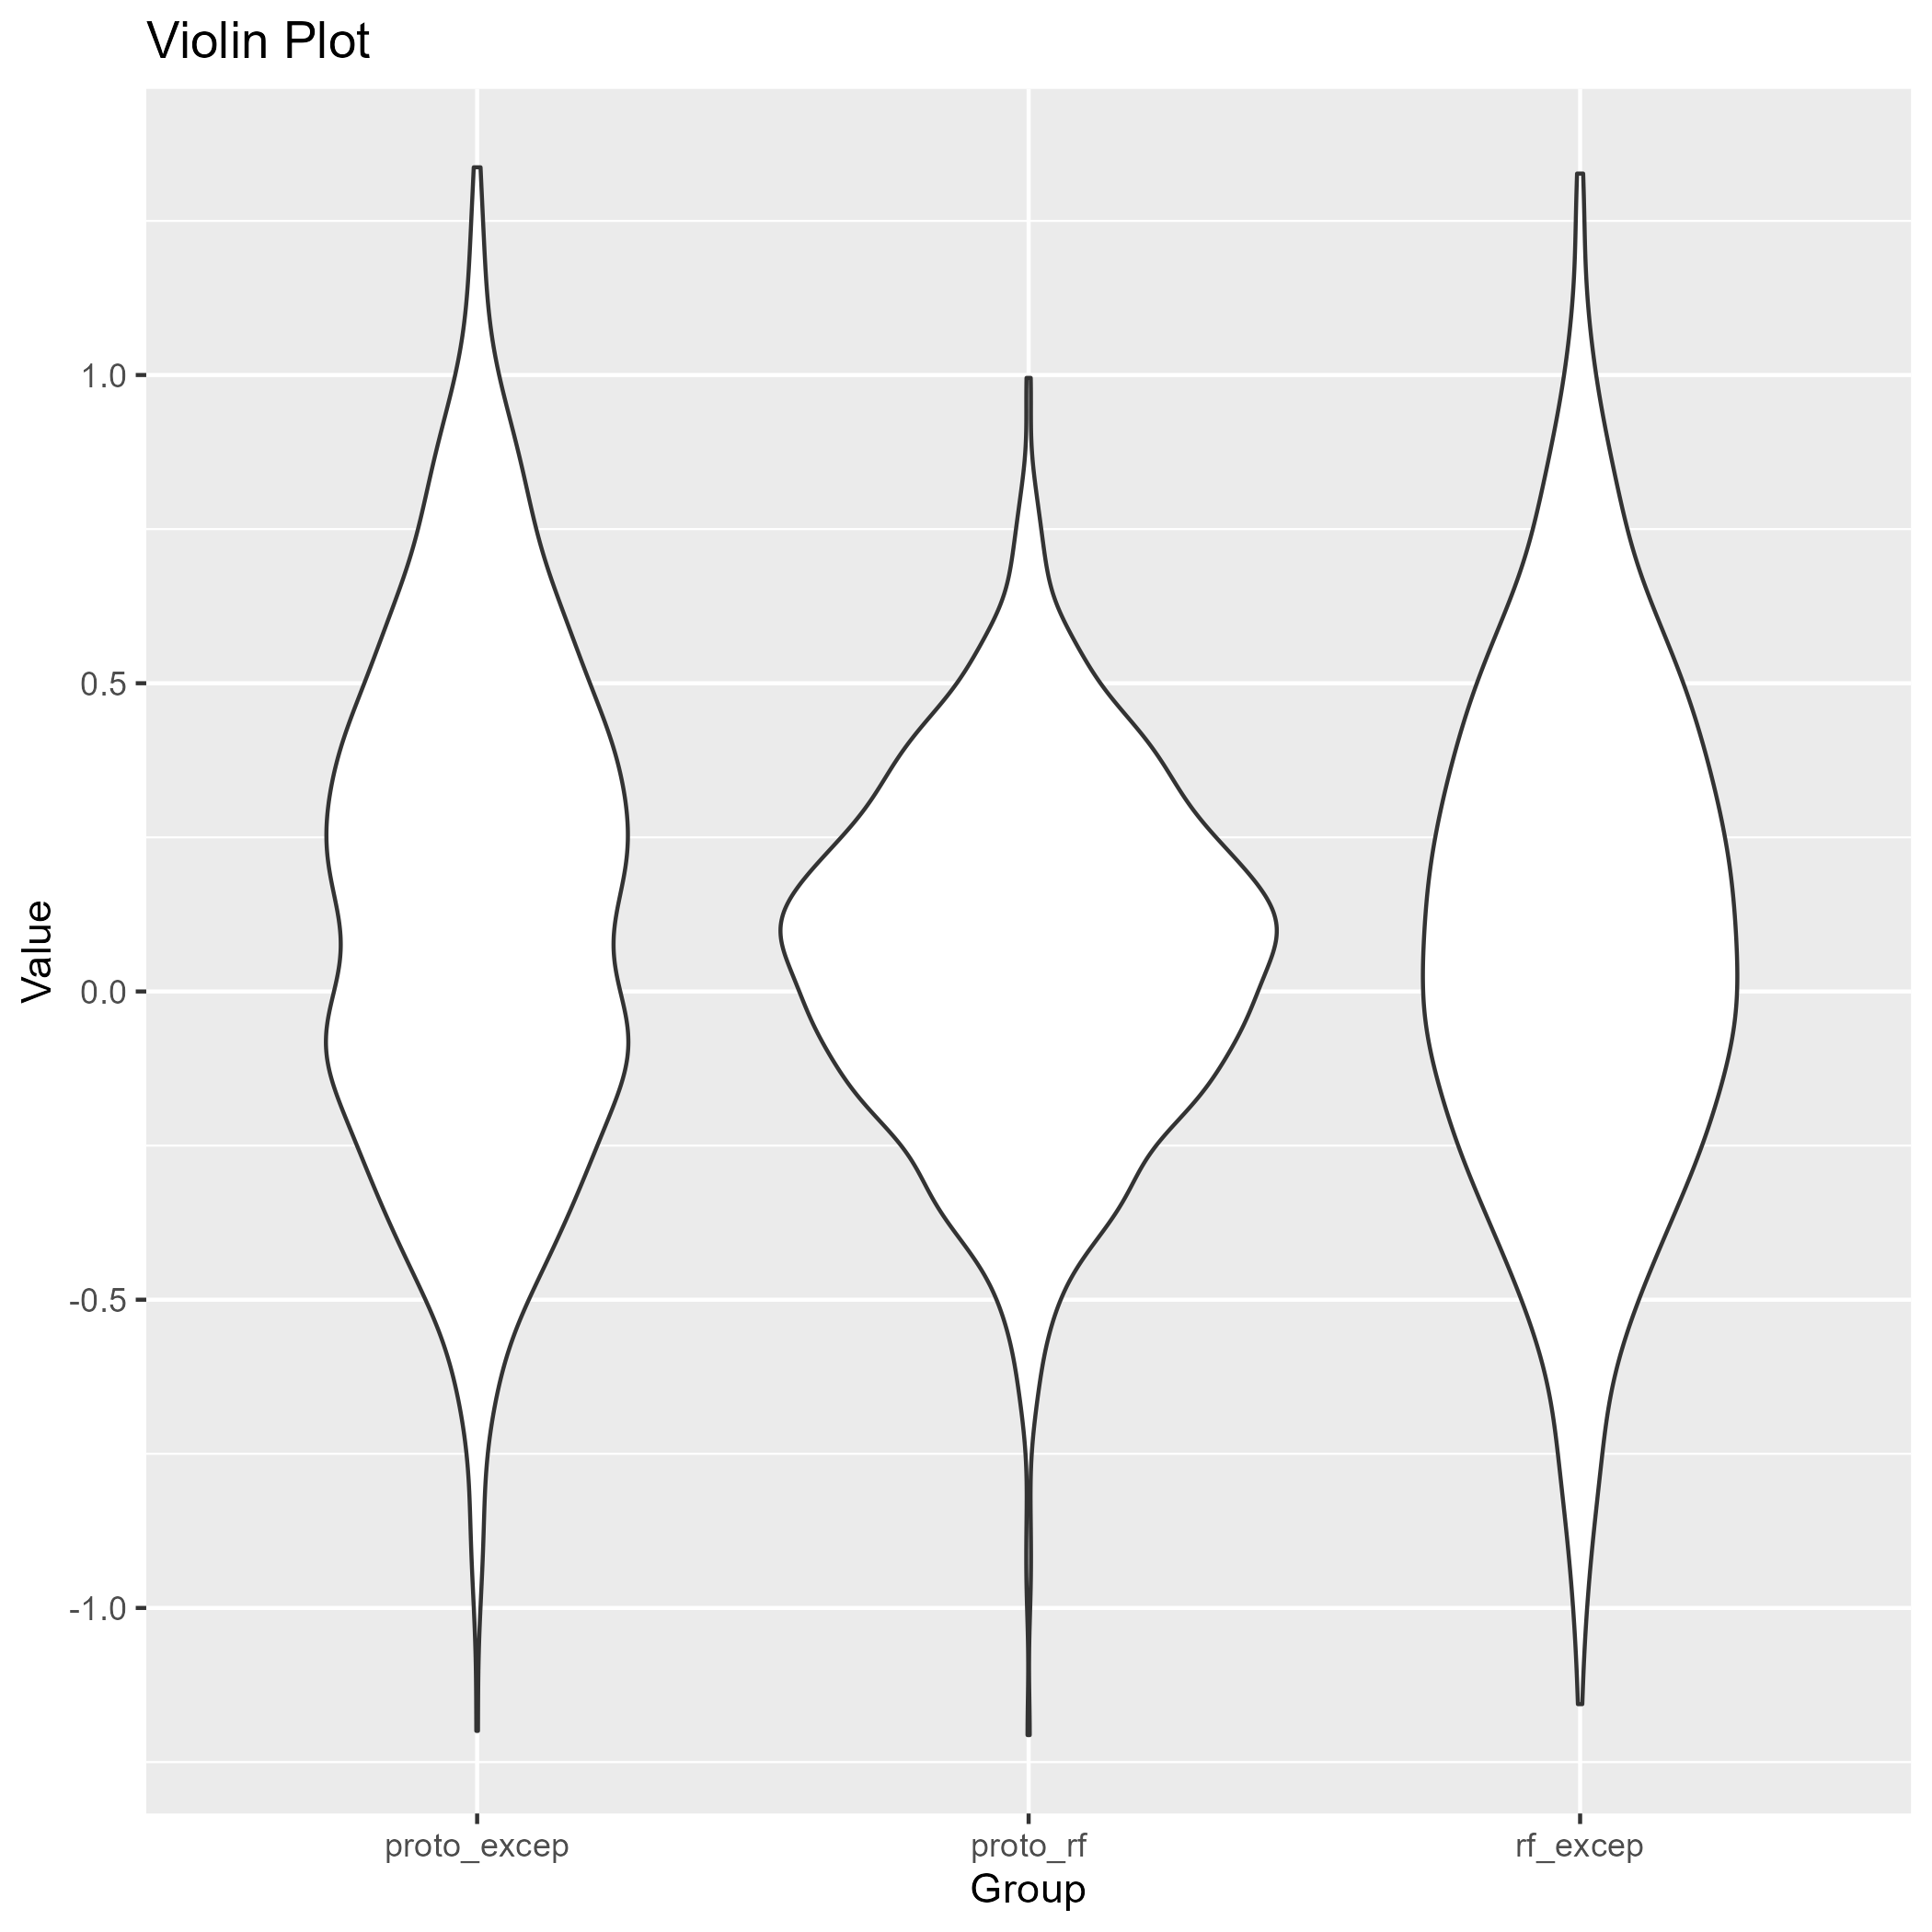 Violin Plot
Value
1.0
0.5
0.0
-0.5
-1.0
proto_excep
proto_rf
rf_excep
Group